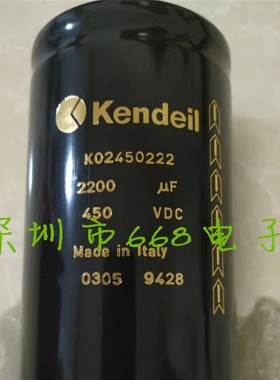 Kendeil
K02450222
2200 µF
450 VDC
深圳市668电子
Made in Italy
0305 9428